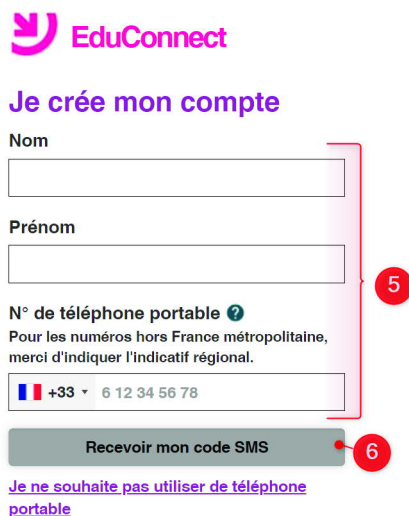 EduConnect
Je crée mon compte
Nom
Prénom
5
N° de téléphone portable ?
Pour les numéros hors France métropolitaine,
merci d'indiquer l'indicatif régional.
+33 6 12 34 56 78
Recevoir mon code SMS
6
Je ne souhaite pas utiliser de téléphone
portable